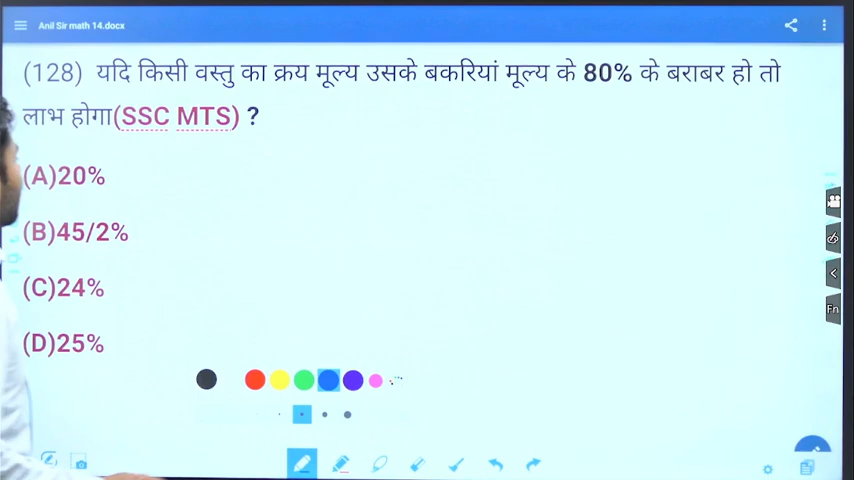 Anil Sir math 14.docx
(128) यदि किसी वस्तु का क्रय मूल्य उसके बकरियां मूल्य के 80% के बराबर हो तो
लाभ होगा(SSC MTS) ?
(A)20%
(B)45/2%
(C)24%
(D)25%
Fn